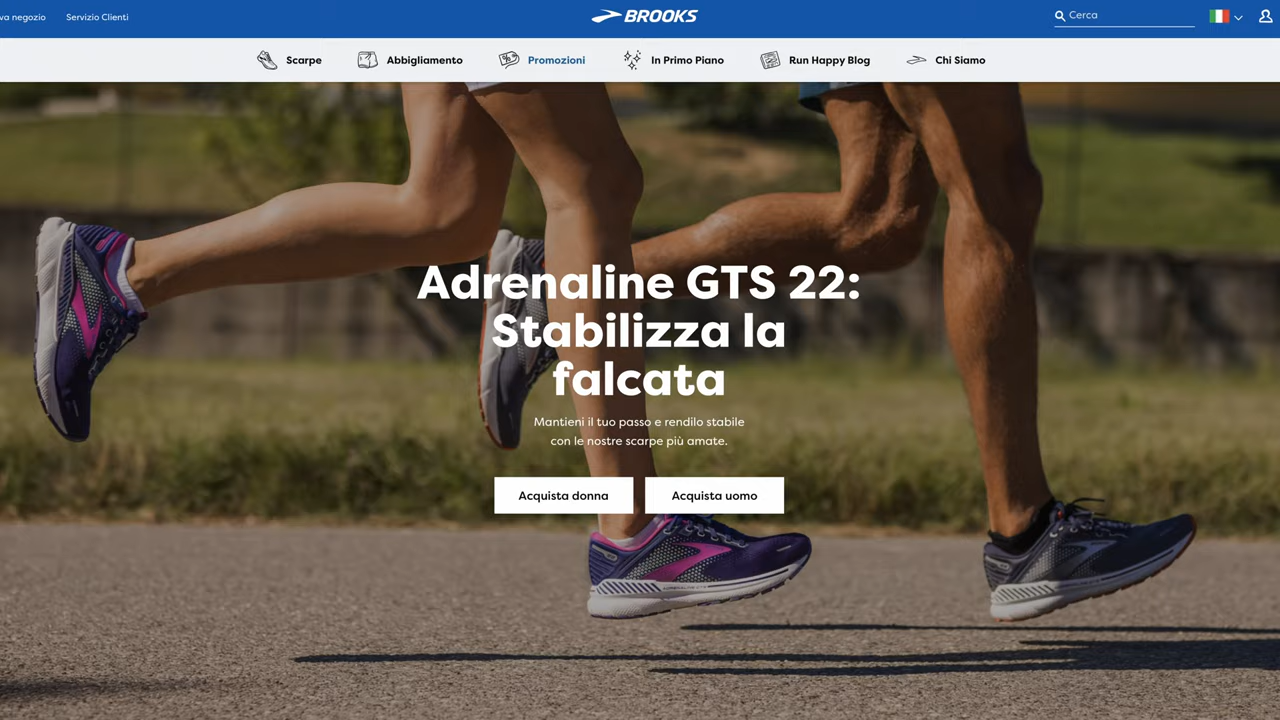 va negozio
Servizio Clienti
BROOKS
Cerca
Scarpe
Abbigliamento
Promozioni
In Primo Piano
Run Happy Blog
Chi Siamo
Adrenaline GTS 22:
Stabilizza la
falcata
Mantieni il tuo passo e rendilo stabile
con le nostre scarpe più amate.
Acquista donna
Acquista uomo